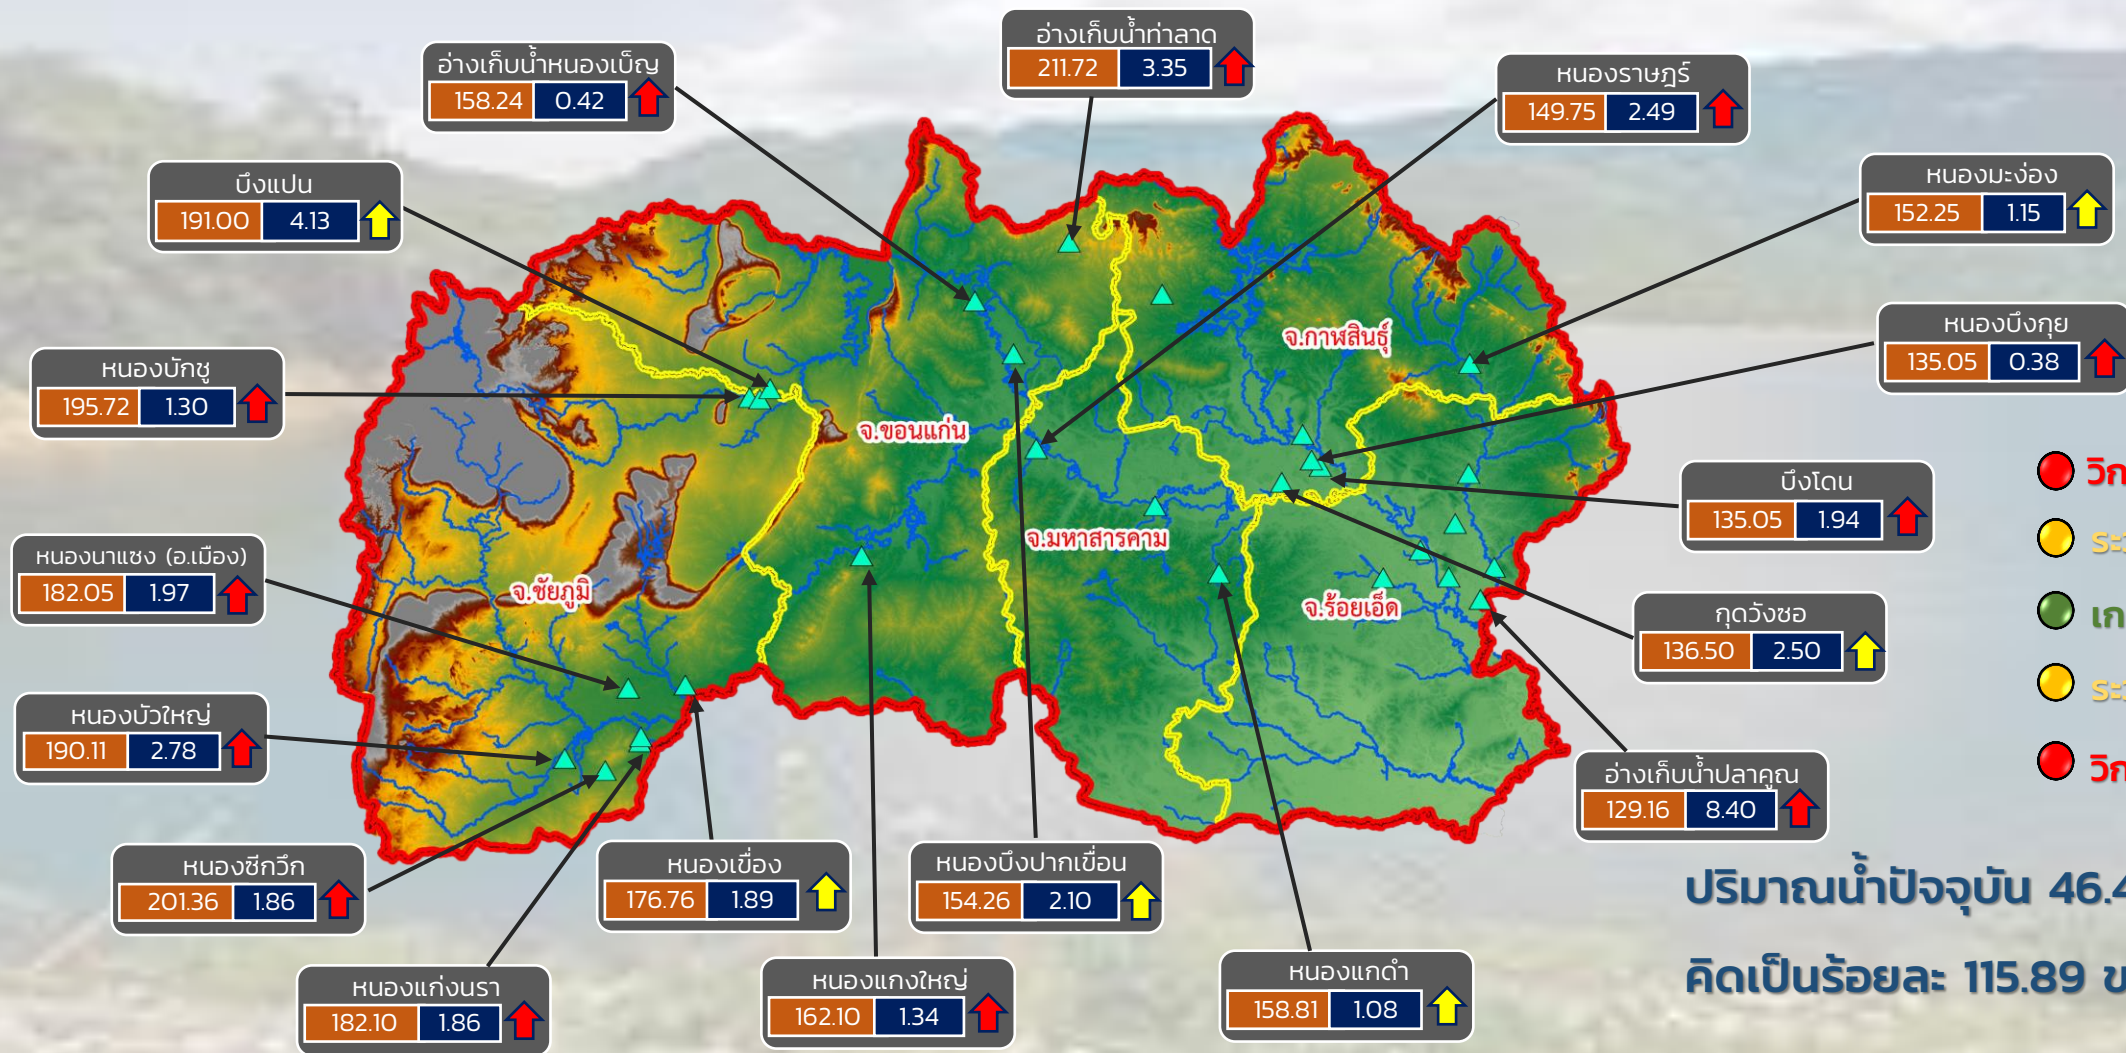 อ่างเก็บน้ำท่าลาด
211.72 3.35
อ่างเก็บน้ำหนองเบ็ญ
158.24 0.42
หนองราษฎร์
149.75 2.49
บึงแปน
191.00 4.13
หนองมะง่อง
152.25 1.15
หนองบึงกุย
135.05 0.38
หนองบักชู
195.72 1.30
จ.กาฬสินธุ์
จ.ขอนแก่น
บึงโดน
135.05 1.94
จ.มหาสารคาม
หนองนาแซง (อ.เมือง)
182.05 1.97
จ.ชัยภูมิ
จ.ร้อยเอ็ด
กุดวังซอ
136.50 2.50
หนองบัวใหญ่
190.11 2.78
อ่างเก็บน้ำปลาคูณ
129.16 8.40
หนองซีกวึก
201.36 1.86
หนองเขื่อง
176.76 1.89
หนองบึงปากเขื่อน
154.26 2.10
หนองแก่งนรา
182.10 1.86
หนองแกงใหญ่
162.10 1.34
หนองแกดำ
158.81 1.08
วิก
เก
วิก
ปริมาณน้ำปัจจุบัน 46.4
คิดเป็นร้อยละ 115.89 ข